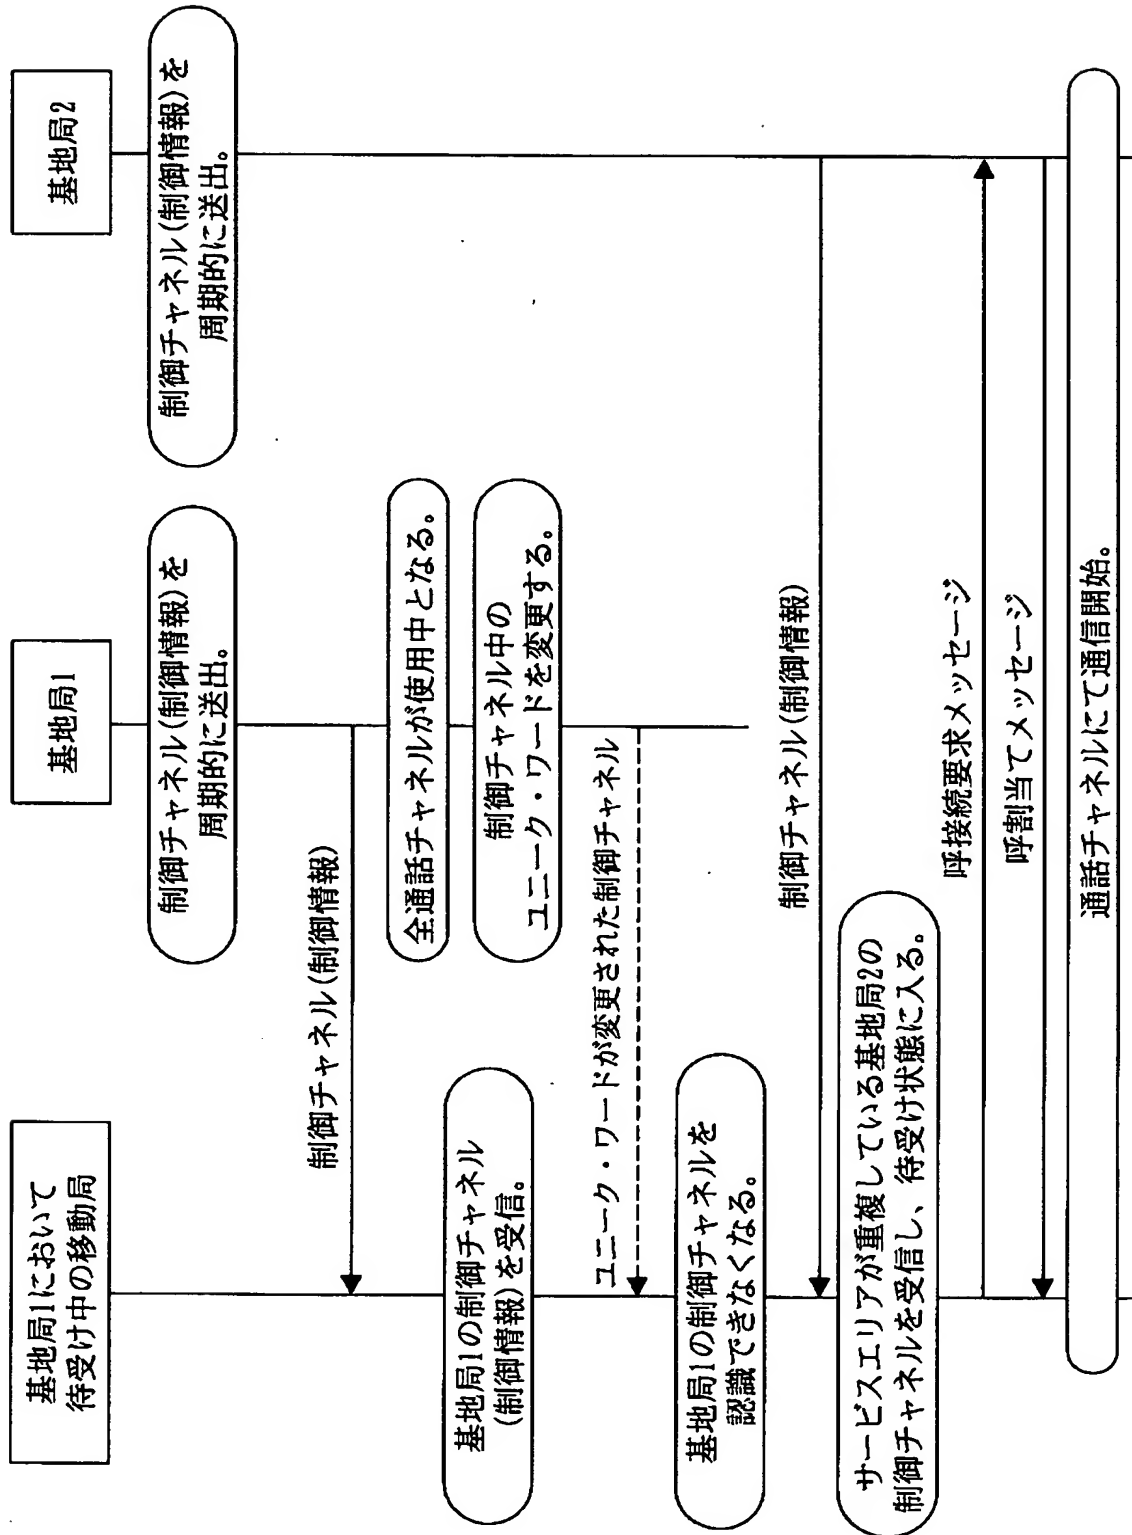 基地局1において
待受け中の移動局
基地局1
基地局2
制御チャネル(制御情報)を
周期的に送出。
制御チャネル(制御情報)を
周期的に送出。
制御チャネル(制御情報)
全通話チャネルが使用中となる。
基地局1の制御チャネル
(制御情報)を受信。
制御チャネル中の
ユニーク・ワードを変更する。
ユニーク・ワードが変更された制御チャネル
基地局1の制御チャネルを
認識できなくなる。
制御チャネル(制御情報)
サービスエリアが重複している基地局2の
制御チャネルを受信し、待受け状態に入る。
呼接続要求メッセージ
呼割当てメッセージ
通話チャネルにて通信開始。